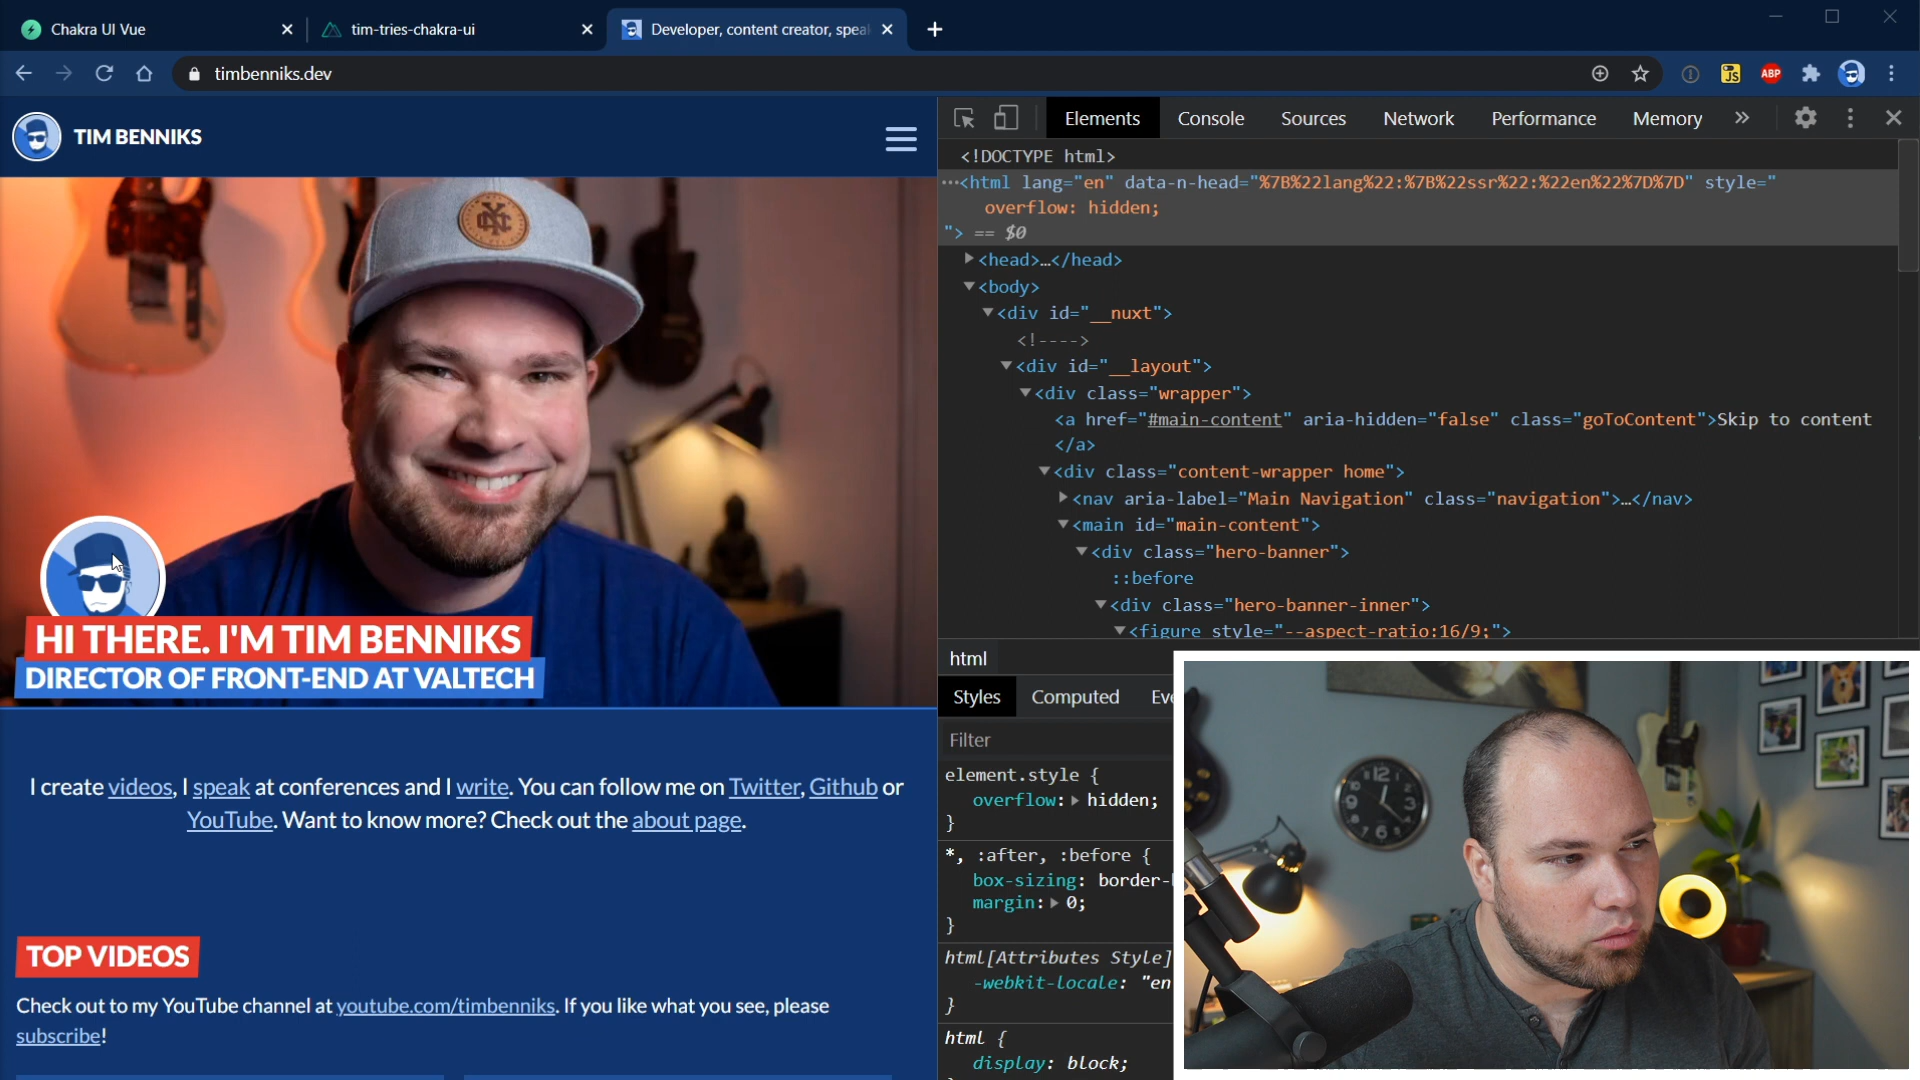 Chakra UI Vue
tim-tries-chakra-ui
Developer, content creator, spea
timbenniks.dev
JS
ABP
TIM BENNIKS
NYC
HI THERE. I'M TIM BENNIKS
DIRECTOR OF FRONT-END AT VALTECH
I create videos, I speak at conferences and I write. You can follow me on Twitter, Github or
YouTube. Want to know more? Check out the about page.
TOP VIDEOS
Check out to my YouTube channel at youtube.com/timbenniks. If you like what you see, please
subscribe!
Elements Console Sources Network Performance Memory »
<!DOCTYPE html>
…<html lang="en" data-n-head="%7B%22lang%22:%7B%22ssr%22:%22en%22%7D%7D" style="
overflow: hidden;
"> == $0
<head>…</head>
<body>
<div id="__nuxt">
<!---->
<div id="__layout">
<div class="wrapper">
<a href="#main-content" aria-hidden="false" class="goToContent">Skip to content
</a>
<div class="content-wrapper home">
<nav aria-label="Main Navigation" class="navigation">…</nav>
<main id="main-content">
<div class="hero-banner">
::before
<div class="hero-banner-inner">
<figure style="--aspect-ratio:16/9;">
html
Styles Computed Eve
Filter
element.style {
overflow: hidden;
}
*, :after, :before {
box-sizing: border-
margin: 0;
}
html[Attributes Style]
-webkit-locale: "en
}
html {
display: block;